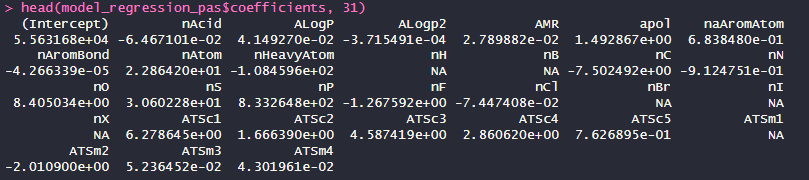 > head(model_regression_pas$coefficients, 31)
(Intercept) nAcid ALogP ALogp2 AMR apol naAromAtom
5.563168e+04 -6.467101e-02 4.149270e-02 -3.715491e-04 2.789882e-02 1.492867e+00 6.838480e-01
nAromBond nAtom nHeavyAtom nH nB nC nN
-4.266339e-05 2.286420e+01 -1.084596e+02 NA NA -7.502492e+00 -9.124751e-01
nO nS nP nF nCl nBr nI
8.405034e+00 3.060228e+01 8.332648e+02 -1.267592e+00 -7.447408e-02 NA NA
nX ATSc1 ATSc2 ATSc3 ATSc4 ATSc5 ATSm1
NA 6.278645e+00 1.666390e+00 4.587419e+00 2.860620e+00 7.626895e-01 NA
ATSm2 ATSm3 ATSm4
-2.010900e+00 5.236452e-02 4.301961e-02